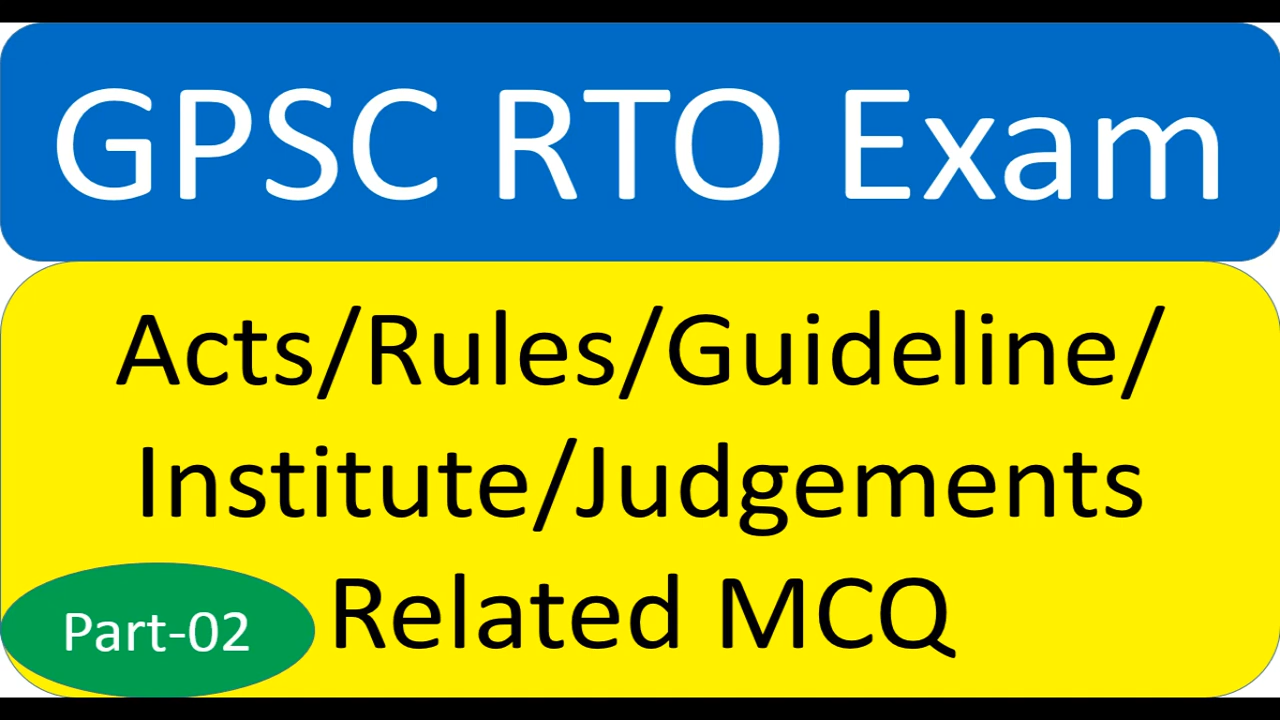 GPSC RTO Exam
Acts/Rules/Guideline/
Institute/Judgements
Related MCQ
Part-02